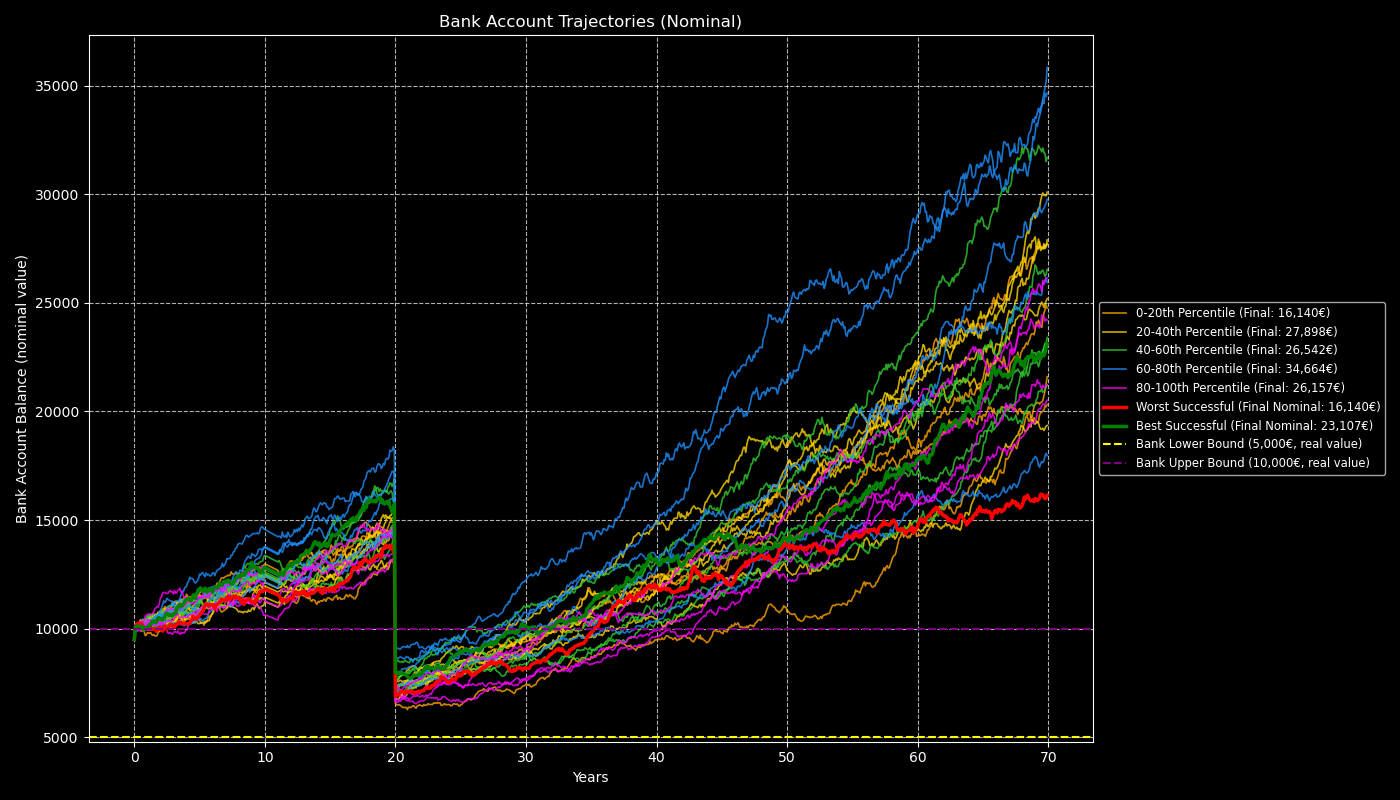 Bank Account Trajectories (Nominal)
Bank Account Balance (nominal value)
35000
30000
25000
20000
15000
10000
5000
0 10 20 30 40 50 60 70
Years
0-20th Percentile (Final: 16,140€)
20-40th Percentile (Final: 27,898€)
40-60th Percentile (Final: 26,542€)
60-80th Percentile (Final: 34,664€)
80-100th Percentile (Final: 26,157€)
Worst Successful (Final Nominal: 16,140€)
Best Successful (Final Nominal: 23,107€)
Bank Lower Bound (5,000€, real value)
Bank Upper Bound (10,000€, real value)